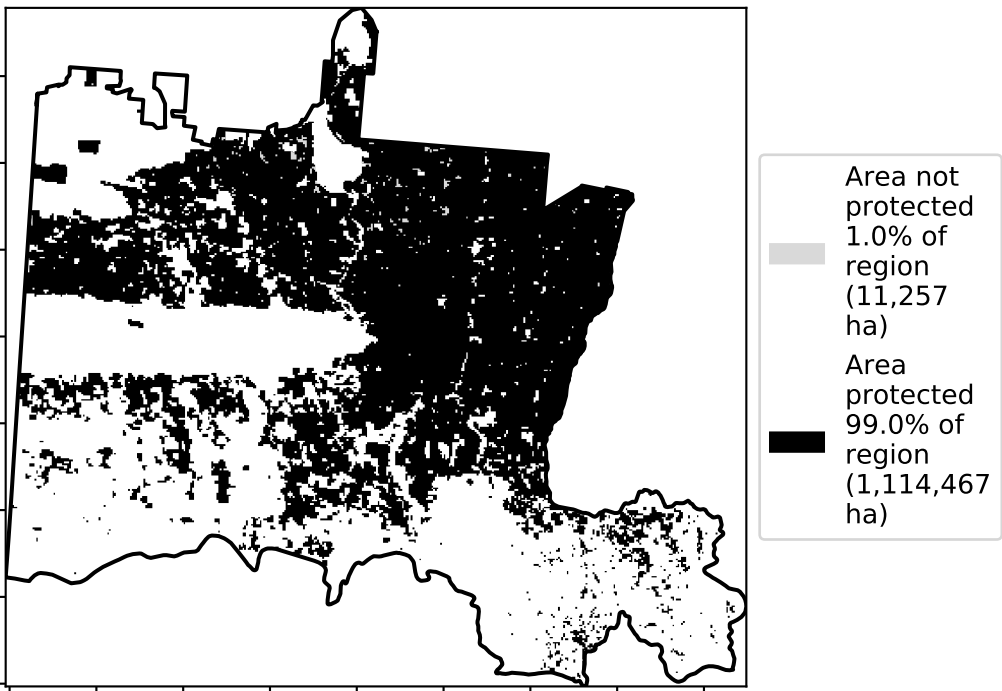 Area not
protected
1.0% of
region
(11,257
ha)
Area
protected
99.0% of
region
(1,114,467
ha)